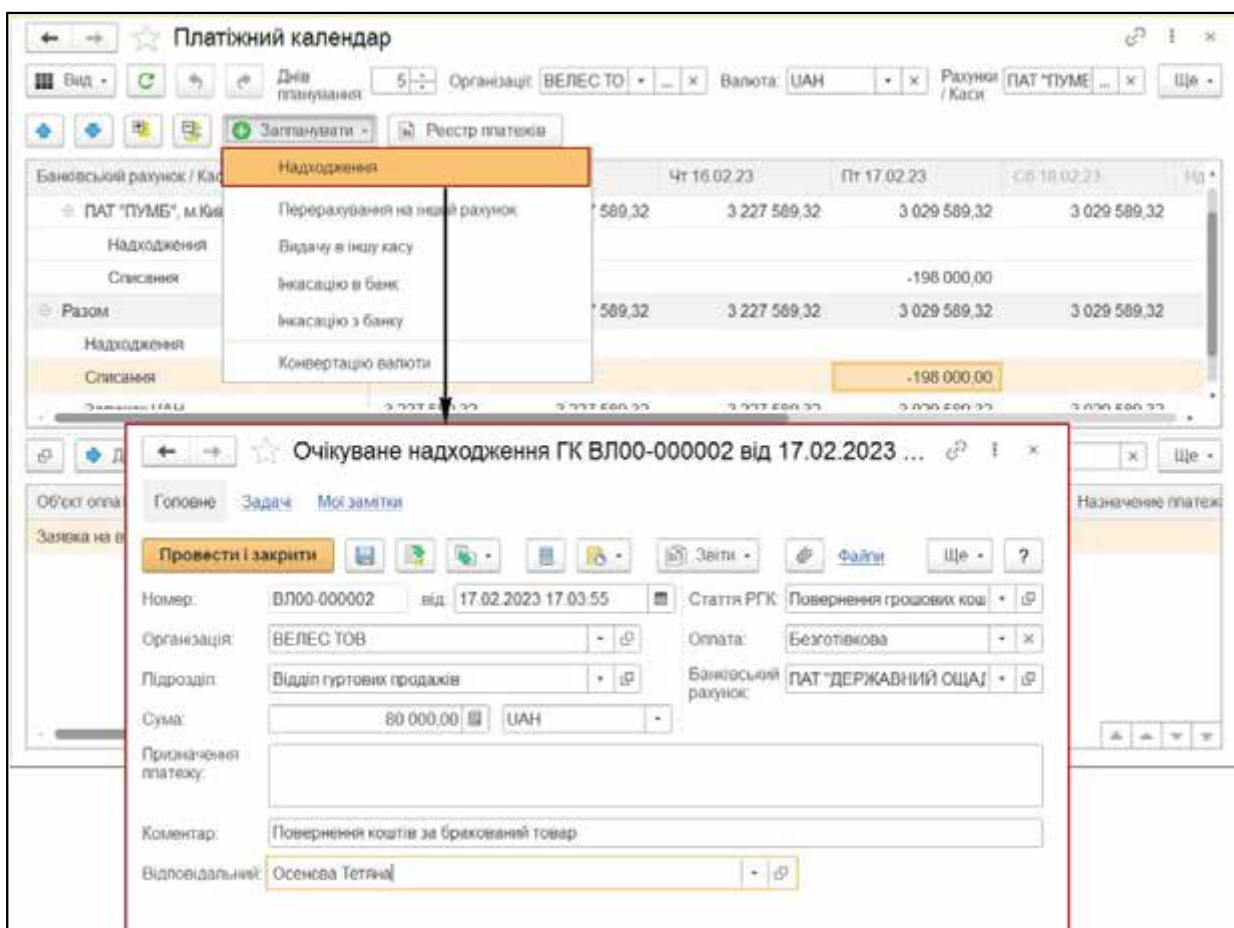 Платіжний календар
Вид
Днів планування: 5 Організації: ВЕЛЕС ТО ... Валюта: UAH Рахунки / Каси: ПАТ "ПУМБ ... Ще
Запланувати Реєстр платежів
Банківський рахунок / Кас
Чт 16.02.23 Пт 17.02.23 Сб 18.02.23 Нд
ПАТ "ПУМБ", м.Киї 589,32 3 227 589,32 3 029 589,32 3 029 589,32
Надходження
Списання -198 000,00
Разом 589,32 3 227 589,32 3 029 589,32 3 029 589,32
Надходження
Списання -198 000,00
Надходження
Перерахування на інший рахунок
Видачу в іншу касу
Інкасацію в банк
Інкасацію з банку
Конвертацію валюти
Д Ще
Об'єкт опла Назначение платеж
Заявка на в
Очікуване надходження ГК ВЛ00-000002 від 17.02.2023 ...
Головне Задачі Мої замітки
Провести і закрити Звіти Файли Ще ?
Номер: ВЛ00-000002 від: 17.02.2023 17:03:55 Стаття РГК: Повернення грошових кош
Організація: ВЕЛЕС ТОВ Оплата: Безготівкова
Підрозділ: Відділ гуртових продажів Банківський рахунок: ПАТ "ДЕРЖАВНИЙ ОЩАД
Сума: 80 000,00 UAH
Призначення платежу:
Коментар: Повернення коштів за бракований товар
Відповідальний: Осенєва Тетяна